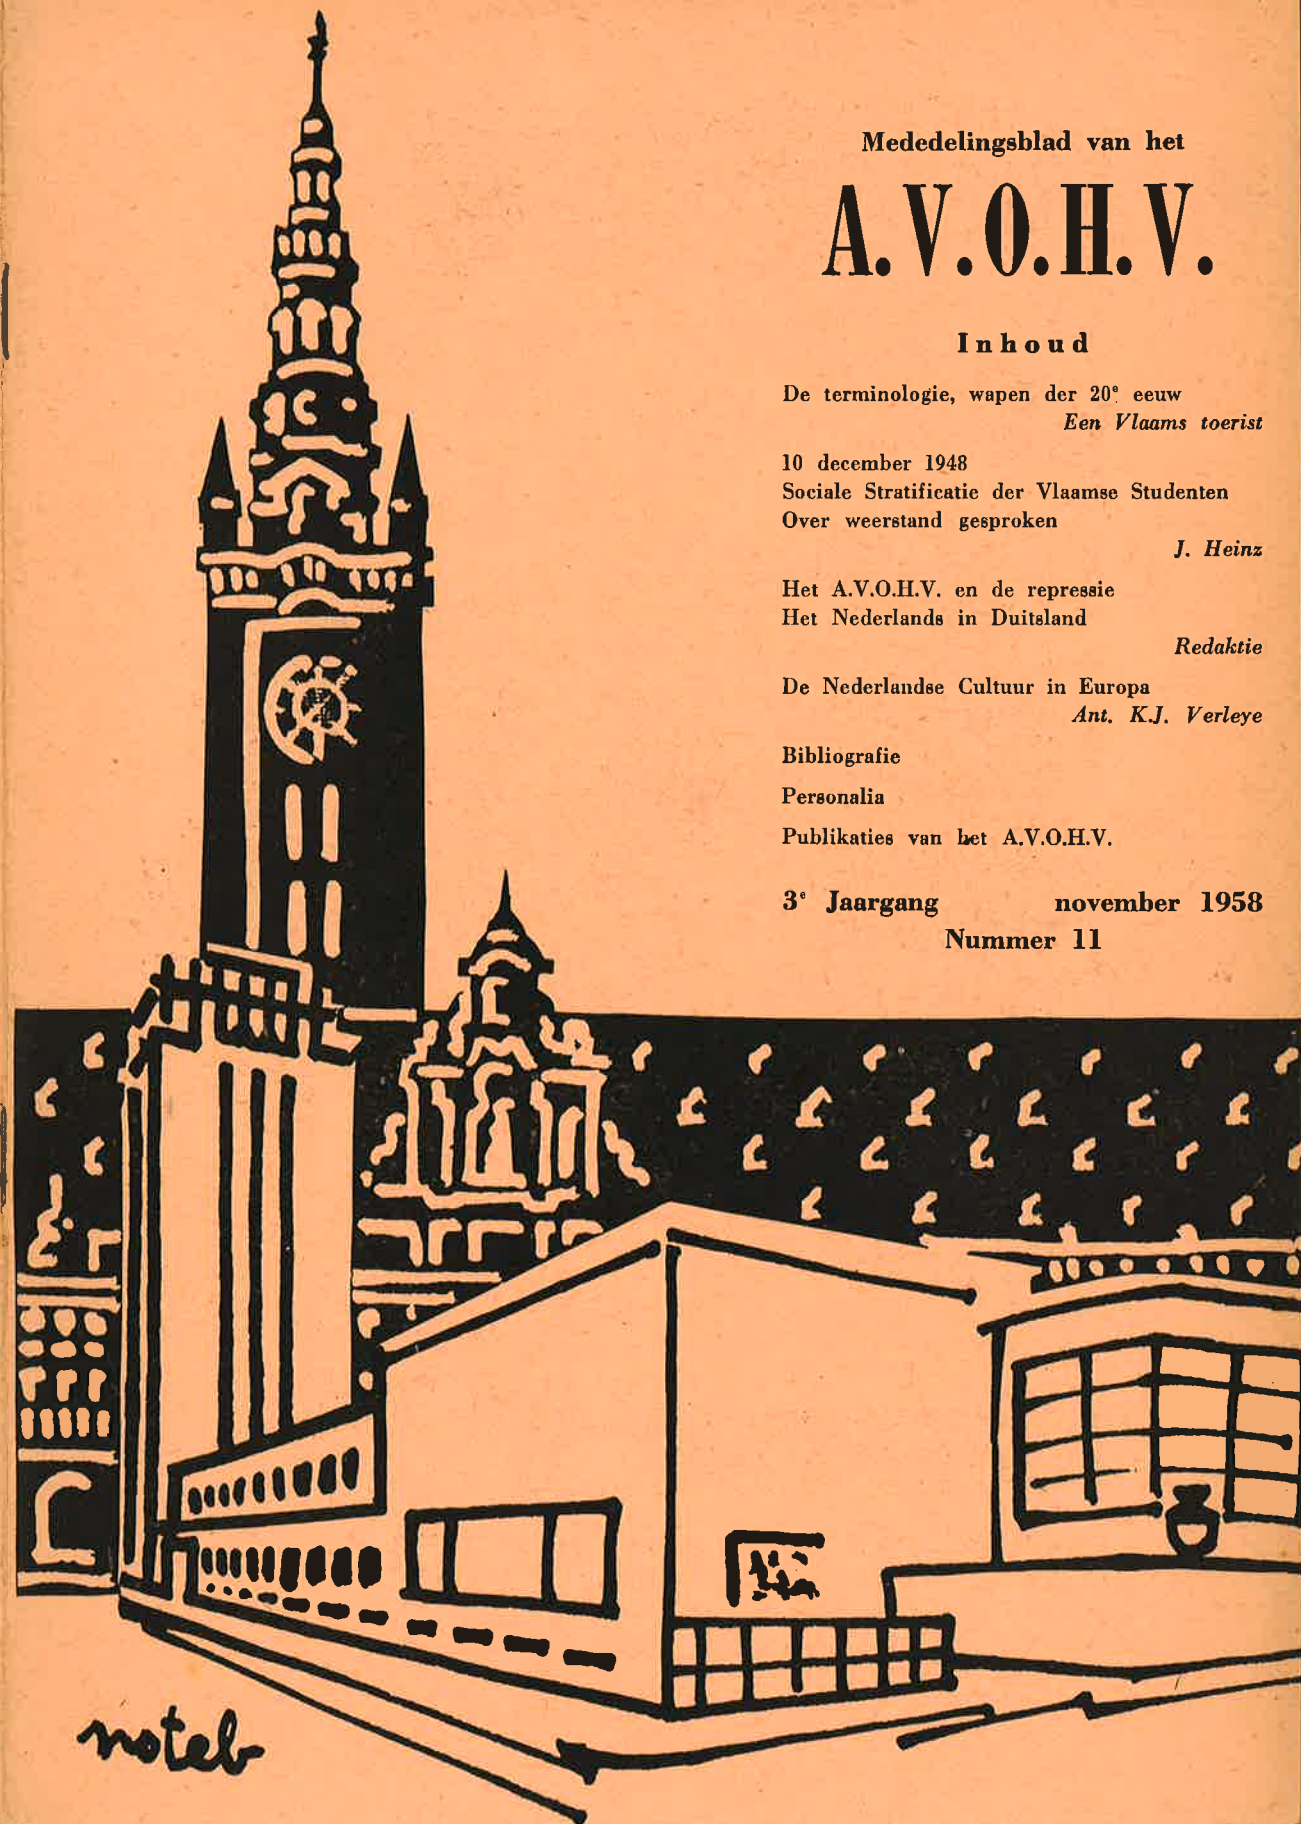 Mededelingsblad van het
A.V.O.H.V.
Inhoud
De terminologie, wapen der 20e eeuw
Een Vlaams toerist
10 december 1948
Sociale Stratificatie der Vlaamse Studenten
Over weerstand gesproken
J. Heinz
Het A.V.O.H.V. en de repressie
Het Nederlands in Duitsland
Redaktie
De Nederlandse Cultuur in Europa
Ant. K.J. Verleye
Bibliografie
Personalia
Publikaties van het A.V.O.H.V.
3e Jaargang november 1958
Nummer 11
noteb